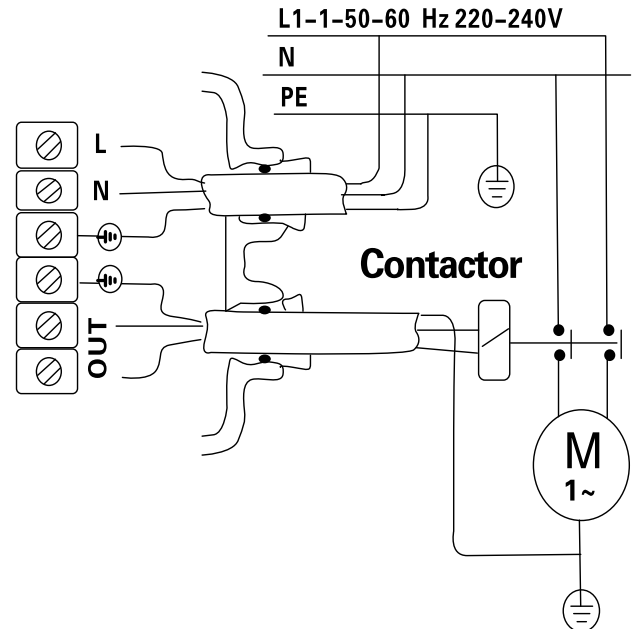 L1-1-50-60 Hz 220-240V
N
PE
L
N
Contactor
OUT
M
1~